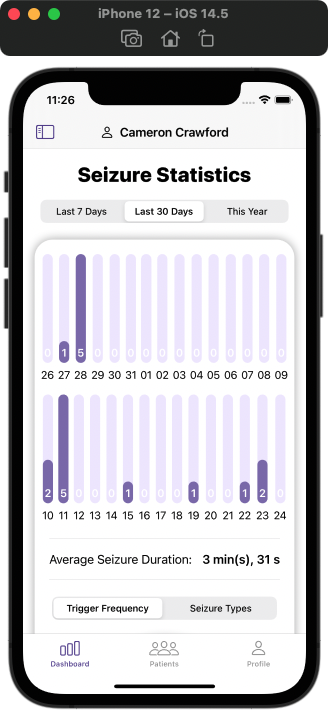 iPhone 12 – iOS 14.5
11:26
Cameron Crawford
Seizure Statistics
Last 7 Days Last 30 Days This Year
0 1 5 0 0 0 0 0 0 0 0 0 0 0 0
26 27 28 29 30 31 01 02 03 04 05 06 07 08 09
2 5 0 0 0 1 0 0 0 1 0 0 1 2 0
10 11 12 13 14 15 16 17 18 19 20 21 22 23 24
Average Seizure Duration: 3 min(s), 31 s
Trigger Frequency Seizure Types
Dashboard Patients Profile